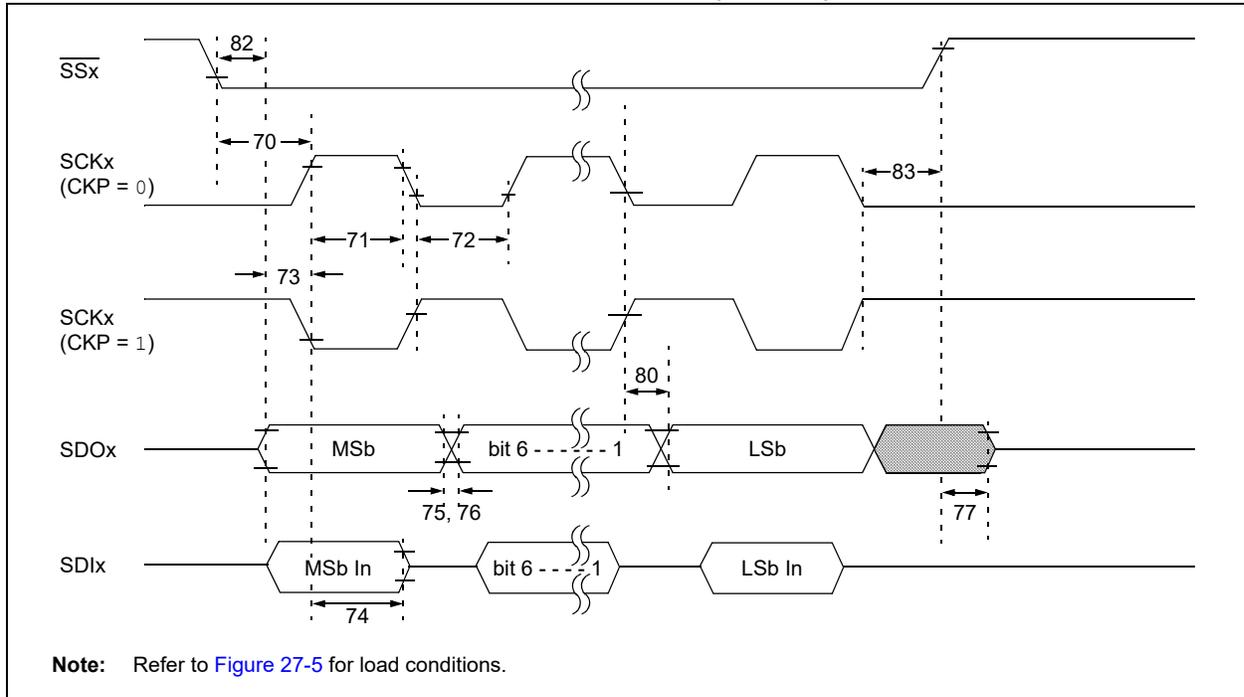 82
SSx
70
SCKx
(CKP = 0)
83
71
72
73
SCKx
(CKP = 1)
80
SDOx
MSb
bit 6 - - - - - - 1
LSb
75, 76
77
SDIx
MSb In
bit 6 - - - - 1
LSb In
74
Note: Refer to Figure 27-5 for load conditions.